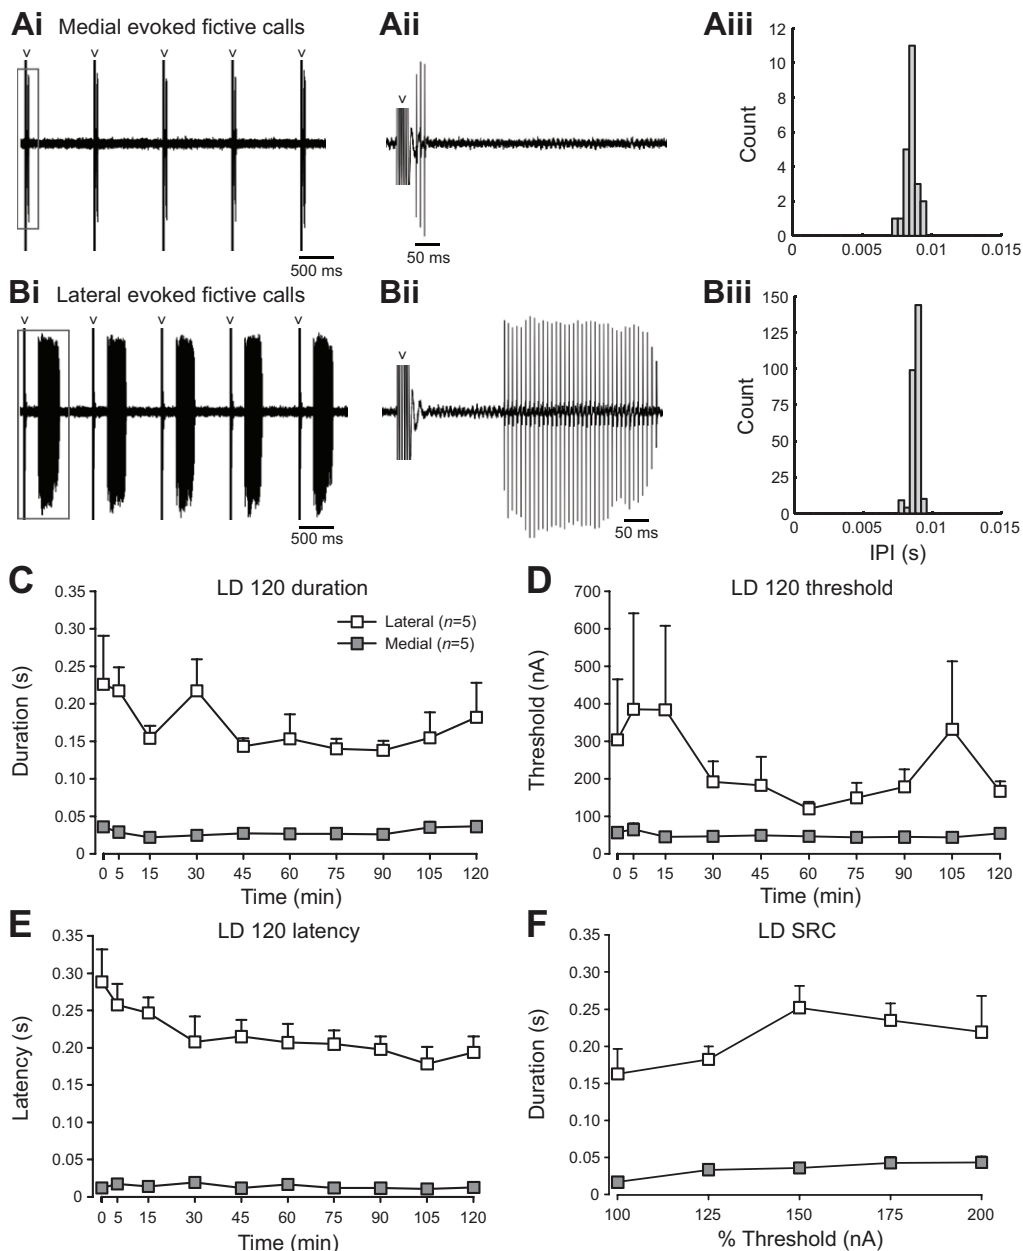 Ai Medial evoked fictive calls
v v v v v
500 ms
Aii
v
50 ms
Aiii
12
10
8
6
4
2
0
Count
0 0.005 0.01 0.015
Bi Lateral evoked fictive calls
v v v v v
500 ms
Bii
v
50 ms
Biii
150
125
100
75
50
25
0
Count
0 0.005 0.01 0.015
IPI (s)
C LD 120 duration
0.35
0.30
0.25
0.20
0.15
0.10
0.05
0
Duration (s)
Lateral (n=5)
Medial (n=5)
0 5 15 30 45 60 75 90 105 120
Time (min)
D LD 120 threshold
700
600
500
400
300
200
100
0
Threshold (nA)
0 5 15 30 45 60 75 90 105 120
Time (min)
E LD 120 latency
0.35
0.30
0.25
0.20
0.15
0.10
0.05
0
Latency (s)
0 5 15 30 45 60 75 90 105 120
Time (min)
F LD SRC
0.35
0.30
0.25
0.20
0.15
0.10
0.05
0
Duration (s)
100 125 150 175 200
% Threshold (nA)